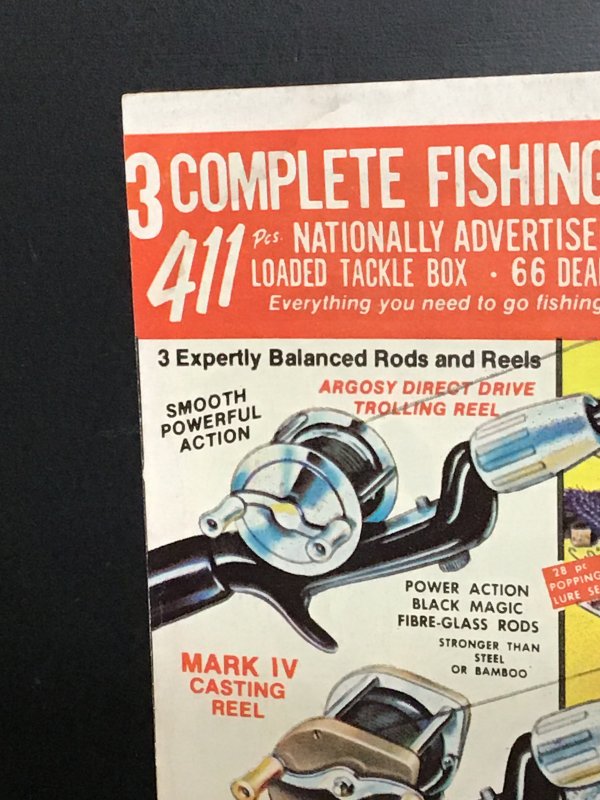 3 COMPLETE FISHING
411 Pcs. NATIONALLY ADVERTISE
LOADED TACKLE BOX · 66 DEA
Everything you need to go fishing
3 Expertly Balanced Rods and Reels
ARGOSY DIRECT DRIVE
TROLLING REEL
SMOOTH
POWERFUL
ACTION
28 pc
POPPING
LURE SE
POWER ACTION
BLACK MAGIC
FIBRE-GLASS RODS
STRONGER THAN
STEEL
OR BAMBOO
MARK IV
CASTING
REEL